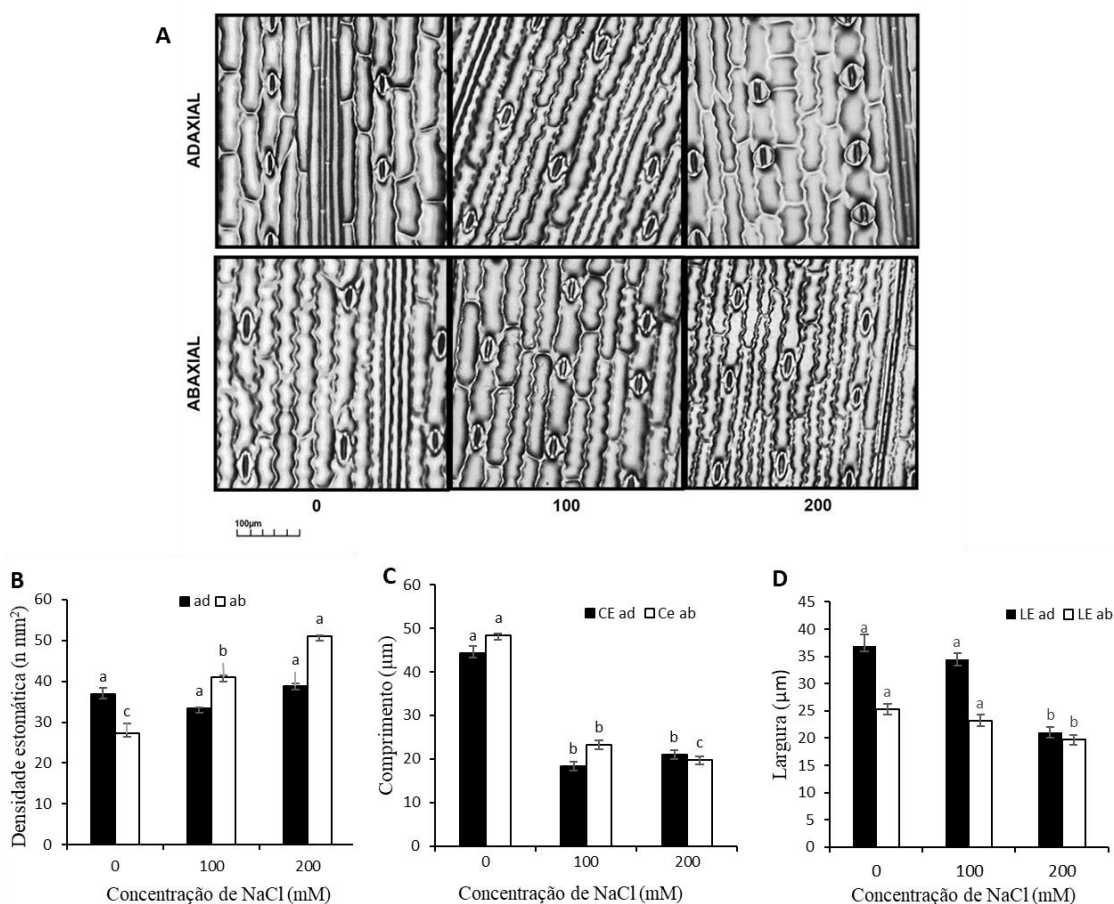 A
ADAXIAL
ABAXIAL
0 100 200
100µm
B
ad ab
Densidade estomática (n mm²)
60
50
40
30
20
10
0
a
c
a
b
a
a
0 100 200
Concentração de NaCl (mM)
C
CE ad Ce ab
Comprimento (µm)
60
50
40
30
20
10
0
a
a
b
b
b
c
0 100 200
Concentração de NaCl (mM)
D
LE ad LE ab
Largura (µm)
45
40
35
30
25
20
15
10
5
0
a
a
a
a
b
b
0 100 200
Concentração de NaCl (mM)